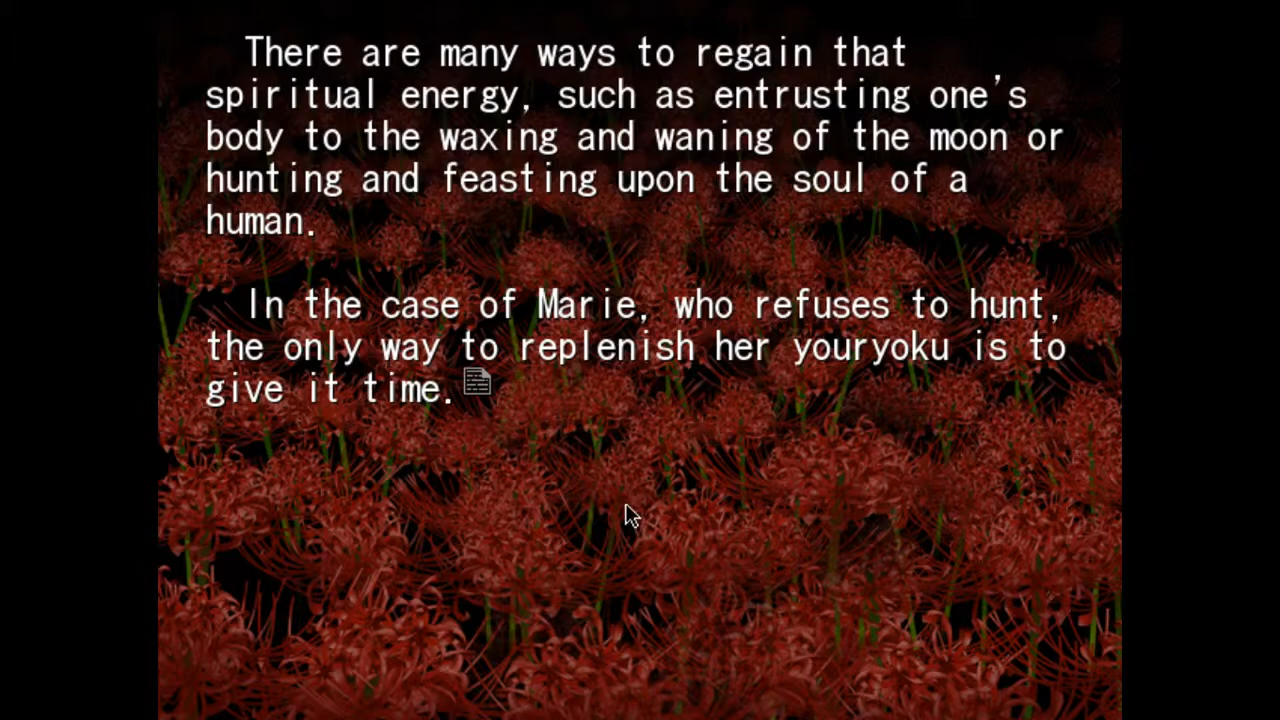 There are many ways to regain that
spiritual energy, such as entrusting one's
body to the waxing and waning of the moon or
hunting and feasting upon the soul of a
human.
In the case of Marie, who refuses to hunt,
the only way to replenish her youryoku is to
give it time.